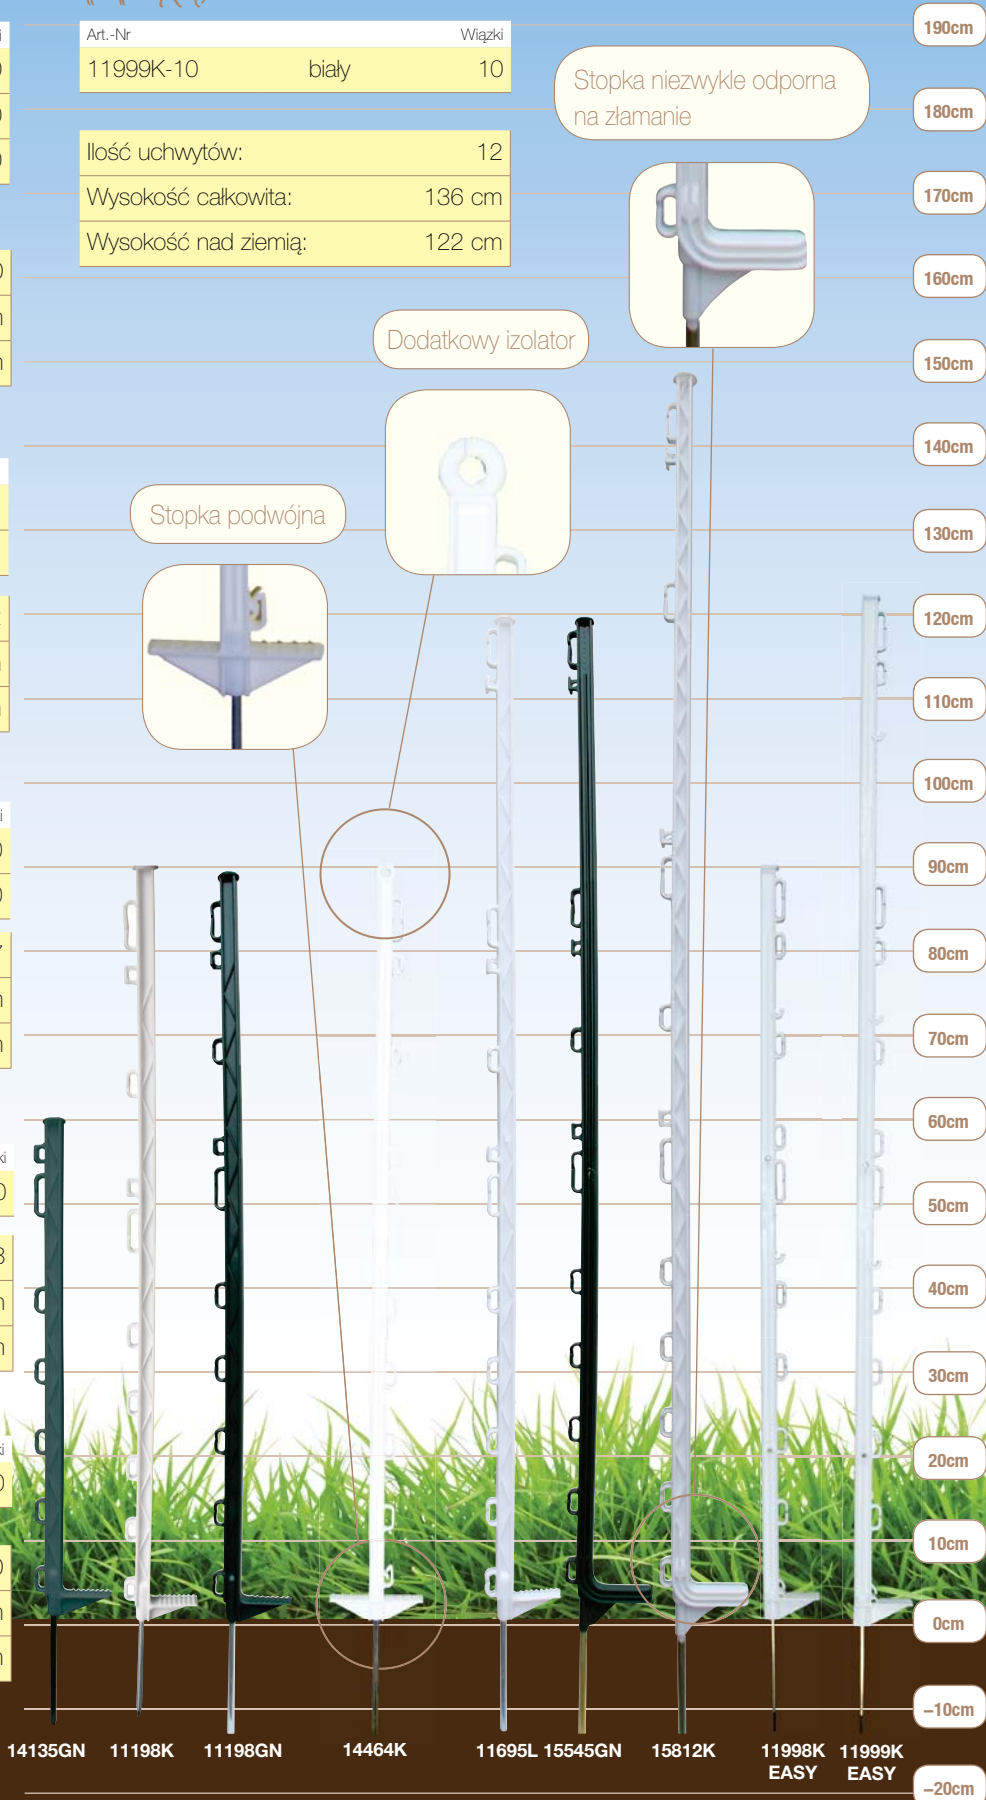 Art.-Nr Wiązki
11999K-10 biały 10
Ilość uchwytów: 12
Wysokość całkowita: 136 cm
Wysokość nad ziemią: 122 cm
Stopka niezwykle odporna
na złamanie
Dodatkowy izolator
Stopka podwójna
190cm
180cm
170cm
160cm
150cm
140cm
130cm
120cm
110cm
100cm
90cm
80cm
70cm
60cm
50cm
40cm
30cm
20cm
10cm
0cm
–10cm
–20cm
14135GN 11198K 11198GN 14464K 11695L 15545GN 15812K 11998K 11999K
EASY EASY